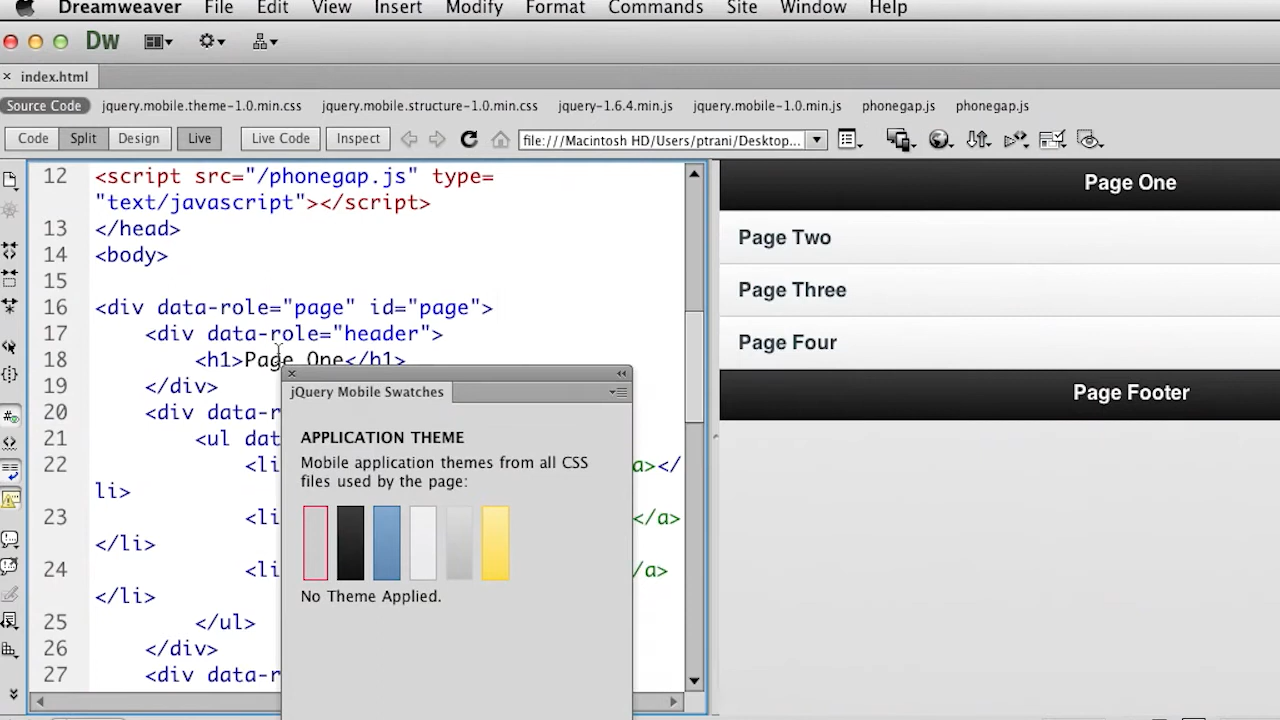 Dreamweaver File Edit View Insert Modify Format Commands Site Window Help
Dw
index.html
Source Code jquery.mobile.theme-1.0.min.css jquery.mobile.structure-1.0.min.css jquery-1.6.4.min.js jquery.mobile-1.0.min.js phonegap.js phonegap.js
Code Split Design Live Live Code Inspect file:///Macintosh HD/Users/ptrani/Desktop...
12 <script src="/phonegap.js" type=
"text/javascript"></script>
13 </head>
14 <body>
15
16 <div data-role="page" id="page">
17 <div data-role="header">
18 <h1>Page One</h1>
19 </div>
20 <div data-r
21 <ul dat
22 <li a></
li>
23 <li </a>
</li>
24 <li /a>
</li>
25 </ul>
26 </div>
27 <div data-r
jQuery Mobile Swatches
APPLICATION THEME
Mobile application themes from all CSS
files used by the page:
No Theme Applied.
Page One
Page Two
Page Three
Page Four
Page Footer